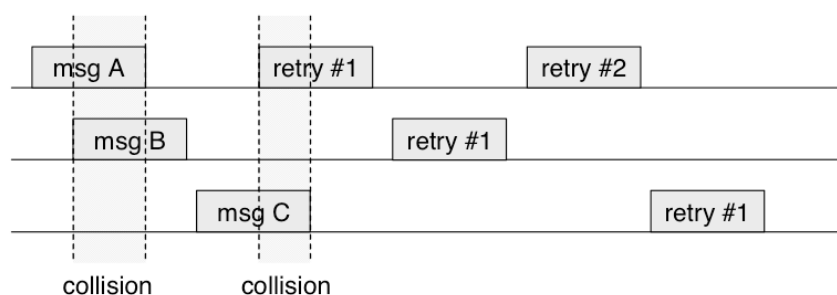 msg A
retry #1
retry #2
msg B
retry #1
msg C
retry #1
collision
collision